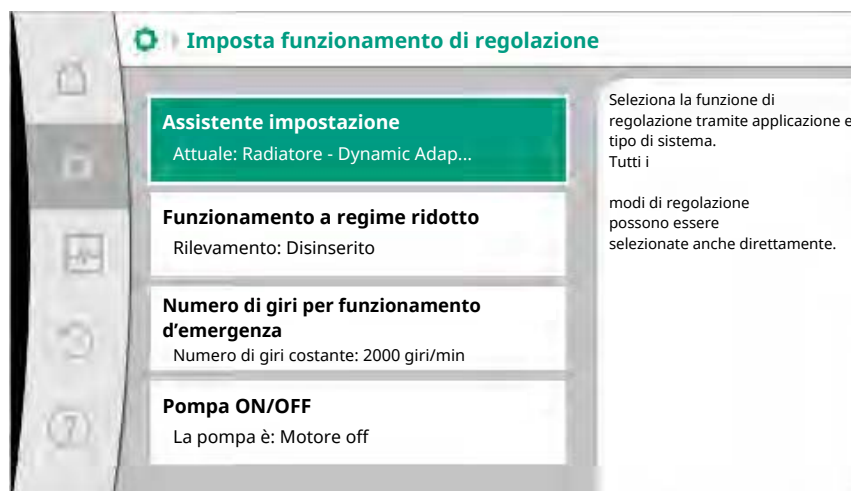 Imposta funzionamento di regolazione
Assistente impostazione
Attuale: Radiatore - Dynamic Adap...
Funzionamento a regime ridotto
Rilevamento: Disinserito
Numero di giri per funzionamento
d'emergenza
Numero di giri costante: 2000 giri/min
Pompa ON/OFF
La pompa è: Motore off
Seleziona la funzione di
regolazione tramite applicazione e
tipo di sistema.
Tutti i
modi di regolazione
possono essere
selezionate anche direttamente.
?